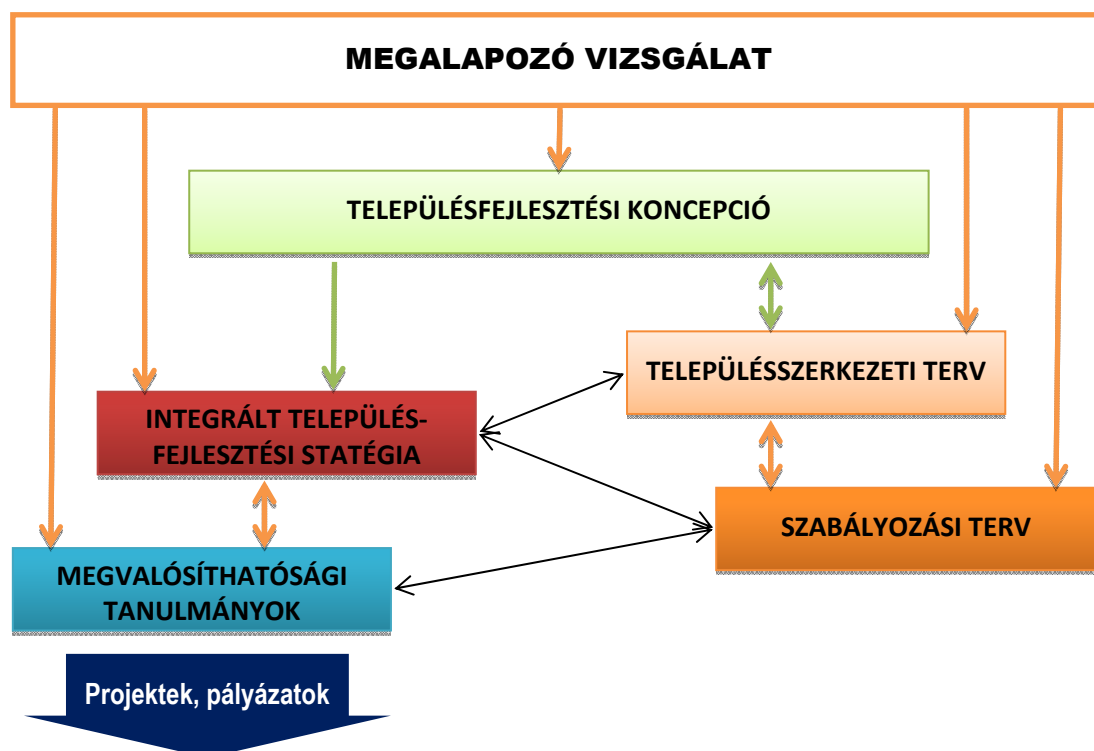 MEGALAPOZÓ VIZSGÁLAT
TELEPÜLÉSFEJLESZTÉSI KONCEPCIÓ
TELEPÜLÉSSZERKEZETI TERV
INTEGRÁLT TELEPÜLÉS-
FEJLESZTÉSI STATÉGIA
SZABÁLYOZÁSI TERV
MEGVALÓSÍTHATÓSÁGI
TANULMÁNYOK
Projektek, pályázatok